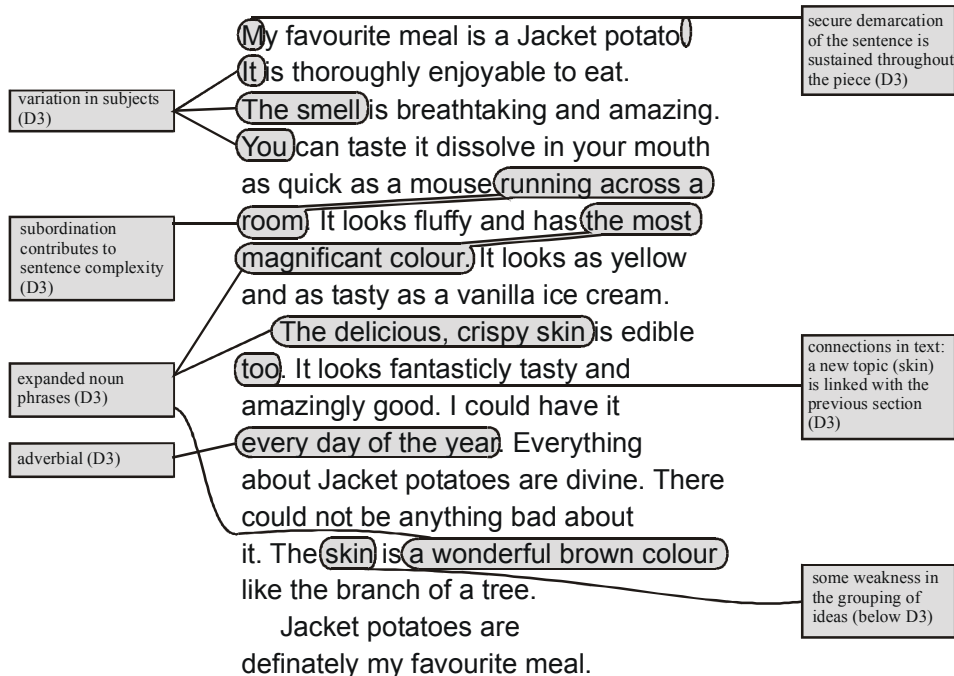 My favourite meal is a Jacket potato.
It is thoroughly enjoyable to eat.
The smell is breathtaking and amazing.
You can taste it dissolve in your mouth
as quick as a mouse running across a
room. It looks fluffy and has the most
magnificant colour. It looks as yellow
and as tasty as a vanilla ice cream.
The delicious, crispy skin is edible
too. It looks fantasticly tasty and
amazingly good. I could have it
every day of the year. Everything
about Jacket potatoes are divine. There
could not be anything bad about
it. The skin is a wonderful brown colour
like the branch of a tree.
Jacket potatoes are
definately my favourite meal.
variation in subjects
(D3)
subordination
contributes to
sentence complexity
(D3)
expanded noun
phrases (D3)
adverbial (D3)
secure demarcation
of the sentence is
sustained throughout
the piece (D3)
connections in text:
a new topic (skin)
is linked with the
previous section
(D3)
some weakness in
the grouping of
ideas (below D3)